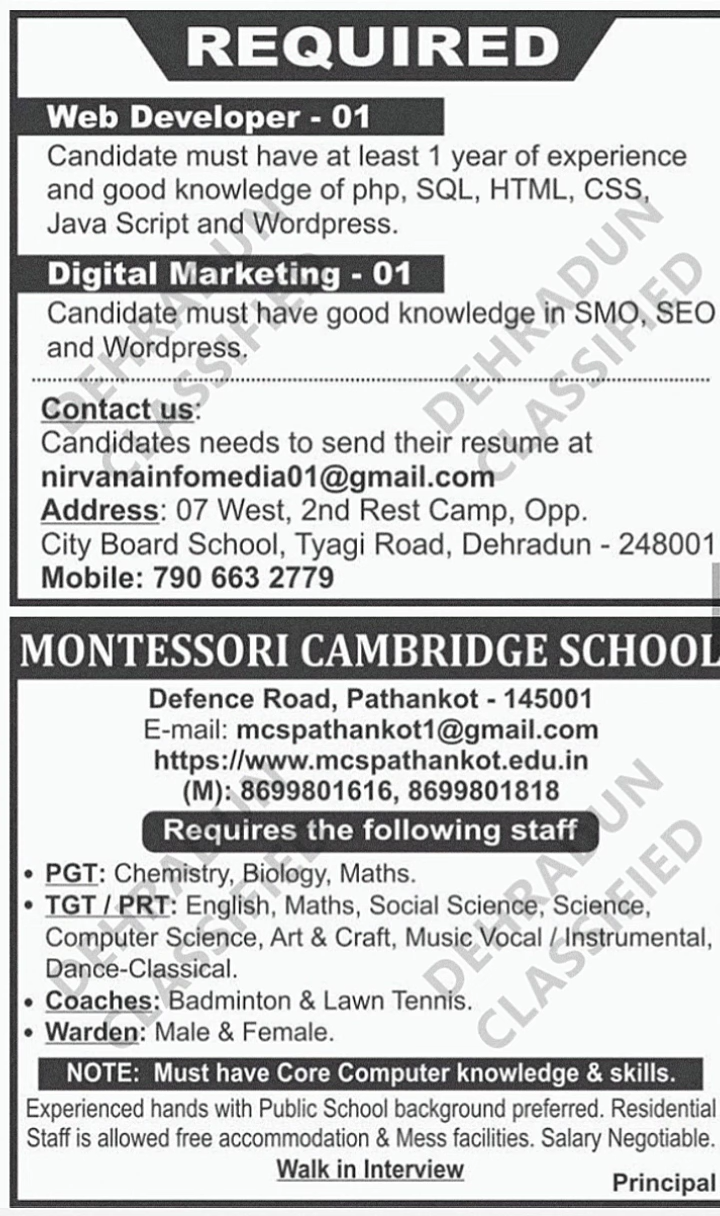 REQUIRED
Web Developer - 01
Candidate must have at least 1 year of experience
and good knowledge of php, SQL, HTML, CSS,
Java Script and Wordpress.
Digital Marketing - 01
Candidate must have good knowledge in SMO, SEO
and Wordpress.
Contact us:
Candidates needs to send their resume at
nirvanainfomedia01@gmail.com
Address: 07 West, 2nd Rest Camp, Opp.
City Board School, Tyagi Road, Dehradun - 248001
Mobile: 790 663 2779
DEHRADUN
CLASSIFIED
DEHRADUN
CLASSIFIED
MONTESSORI CAMBRIDGE SCHOOL
Defence Road, Pathankot - 145001
E-mail: mcspathankot1@gmail.com
https://www.mcspathankot.edu.in
(M): 8699801616, 8699801818
Requires the following staff
• PGT: Chemistry, Biology, Maths.
• TGT / PRT: English, Maths, Social Science, Science,
Computer Science, Art & Craft, Music Vocal / Instrumental,
Dance-Classical.
• Coaches: Badminton & Lawn Tennis.
• Warden: Male & Female.
NOTE: Must have Core Computer knowledge & skills.
Experienced hands with Public School background preferred. Residential
Staff is allowed free accommodation & Mess facilities. Salary Negotiable.
Walk in Interview
Principal
DEHRADUN
CLASSIFIED
DEHRADUN
CLASSIFIED